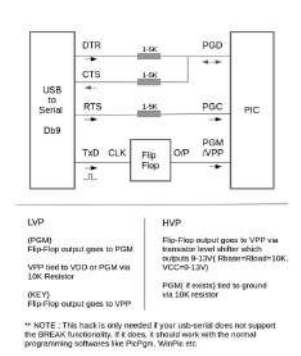 DTR 1-5K PGD
CTS 1-5K
USB
to
Serial
Db9
RTS 1-5K PGC
PIC
TxD CLK Flip
Flop O/P PGM
/VPP
LVP
(PGM)
Flip-Flop output goes to PGM
VPP tied to VDD or PGM via
10K Resistor
(KEY)
Flip-Flop output goes to VPP
HVP
Flip-Flop output goes to VPP via
transistor level shifter which
outputs 9-13V( Rbase=Rload=10K,
VCC=9-13V)
PGM( if exists) tied to ground
via 10K resistor
** NOTE : This hack is only needed if your usb-serial does not support
the BREAK functionality. If it does, it should work with the normal
programming softwares like PicPgm, WinPic etc.